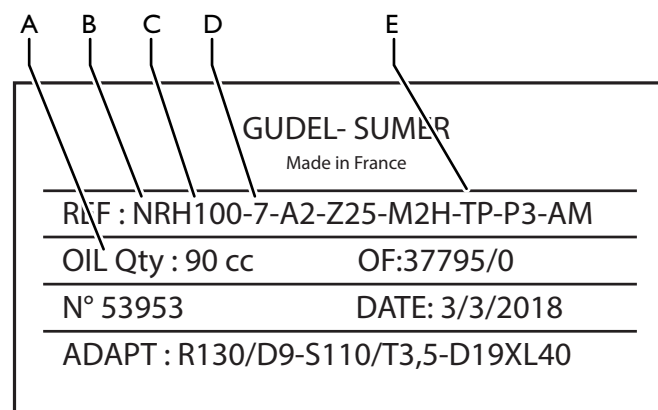 A B C D E
GUDEL- SUMER
Made in France
REF : NRH100-7-A2-Z25-M2H-TP-P3-AM
OIL Qty : 90 cc OF:37795/0
N° 53953 DATE: 3/3/2018
ADAPT : R130/D9-S110/T3,5-D19XL40